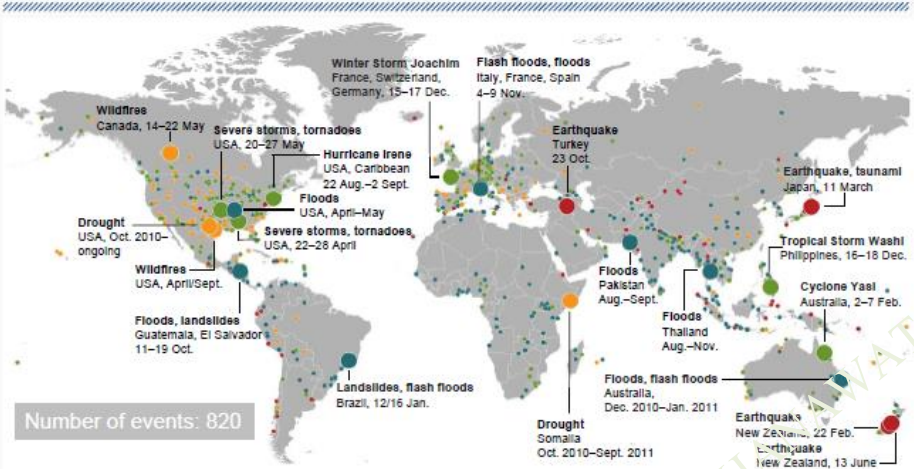 Winter Storm Joachim
France, Switzerland,
Germany, 15–17 Dec.
Flash floods, floods
Italy, France, Spain
4–9 Nov.
Wildfires
Canada, 14–22 May
Severe storms, tornadoes
USA, 20–27 May
Hurricane Irene
USA, Caribbean
22 Aug.–2 Sept.
Earthquake
Turkey
23 Oct.
Earthquake, tsunami
Japan, 11 March
Floods
USA, April–May
Drought
USA, Oct. 2010–
ongoing
Severe storms, tornadoes
USA, 22–28 April
Wildfires
USA, April/Sept.
Tropical Storm Washi
Philippines, 16–18 Dec.
Floods
Pakistan
Aug.–Sept.
Cyclone Yasi
Australia, 2–7 Feb.
Floods, landslides
Guatemala, El Salvador
11–19 Oct.
Floods
Thailand
Aug.–Nov.
Landslides, flash floods
Brazil, 12/16 Jan.
Floods, flash floods
Australia,
Dec. 2010–Jan. 2011
Number of events: 820
Drought
Somalia
Oct. 2010–Sept. 2011
Earthquake
New Zealand, 22 Feb.
Earthquake
New Zealand, 13 June